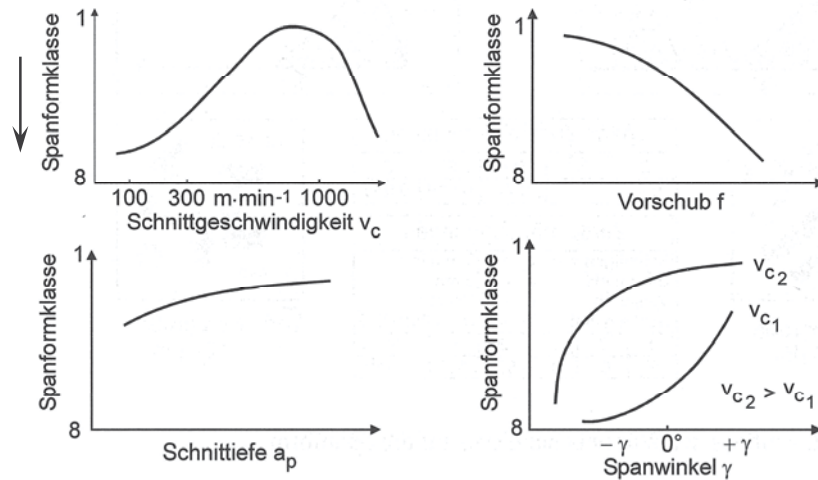 1
Spanformklasse
8
100 300 m·min-1 1000
Schnittgeschwindigkeit vc
1
Spanformklasse
8
Vorschub f
1
Spanformklasse
8
Schnittiefe ap
1
Spanformklasse
8
vc2
vc1
vc2 > vc1
- γ 0° + γ
Spanwinkel γ